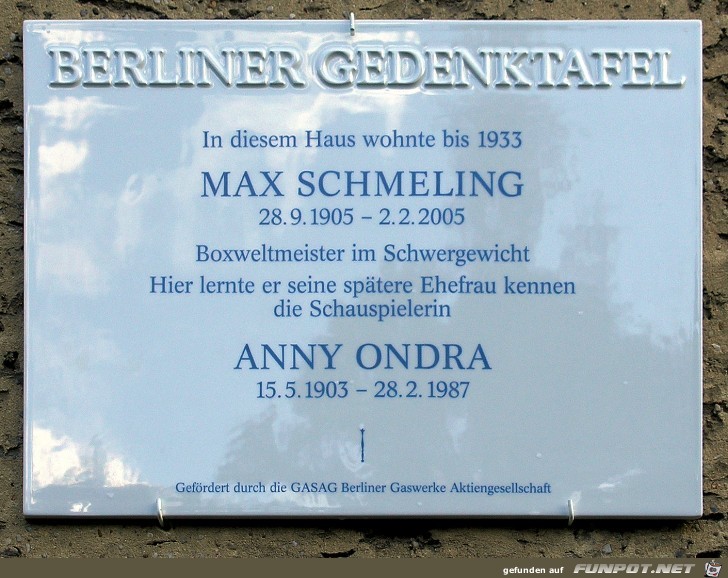 BERLINER GEDENKTAFEL
In diesem Haus wohnte bis 1933
MAX SCHMELING
28.9.1905 – 2.2.2005
Boxweltmeister im Schwergewicht
Hier lernte er seine spätere Ehefrau kennen
die Schauspielerin
ANNY ONDRA
15.5.1903 – 28.2.1987
Gefördert durch die GASAG Berliner Gaswerke Aktiengesellschaft
gefunden auf FUNPOT.NET